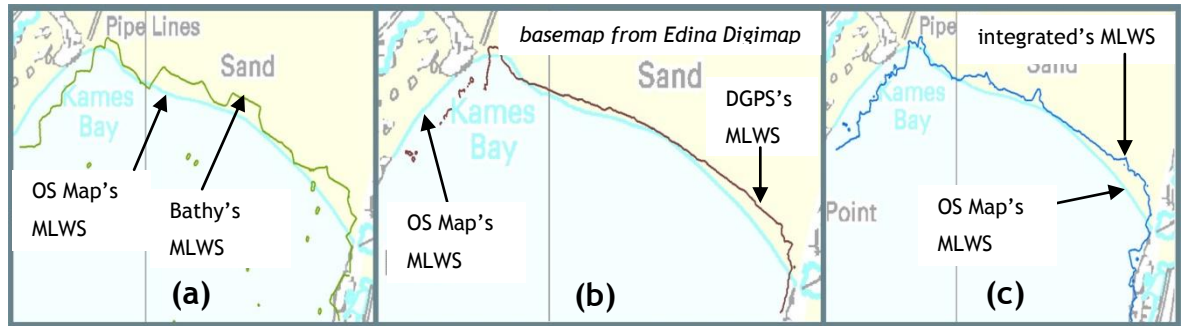 Pipe Lines
Sand
Kames
Bay
OS Map's
MLWS
Bathy's
MLWS
(a)
basemap from Edina Digimap
Sand
Kames
Bay
DGPS's
MLWS
OS Map's
MLWS
(b)
Pipe
integrated's MLWS
Sand
Kames
Bay
Point
OS Map's
MLWS
(c)